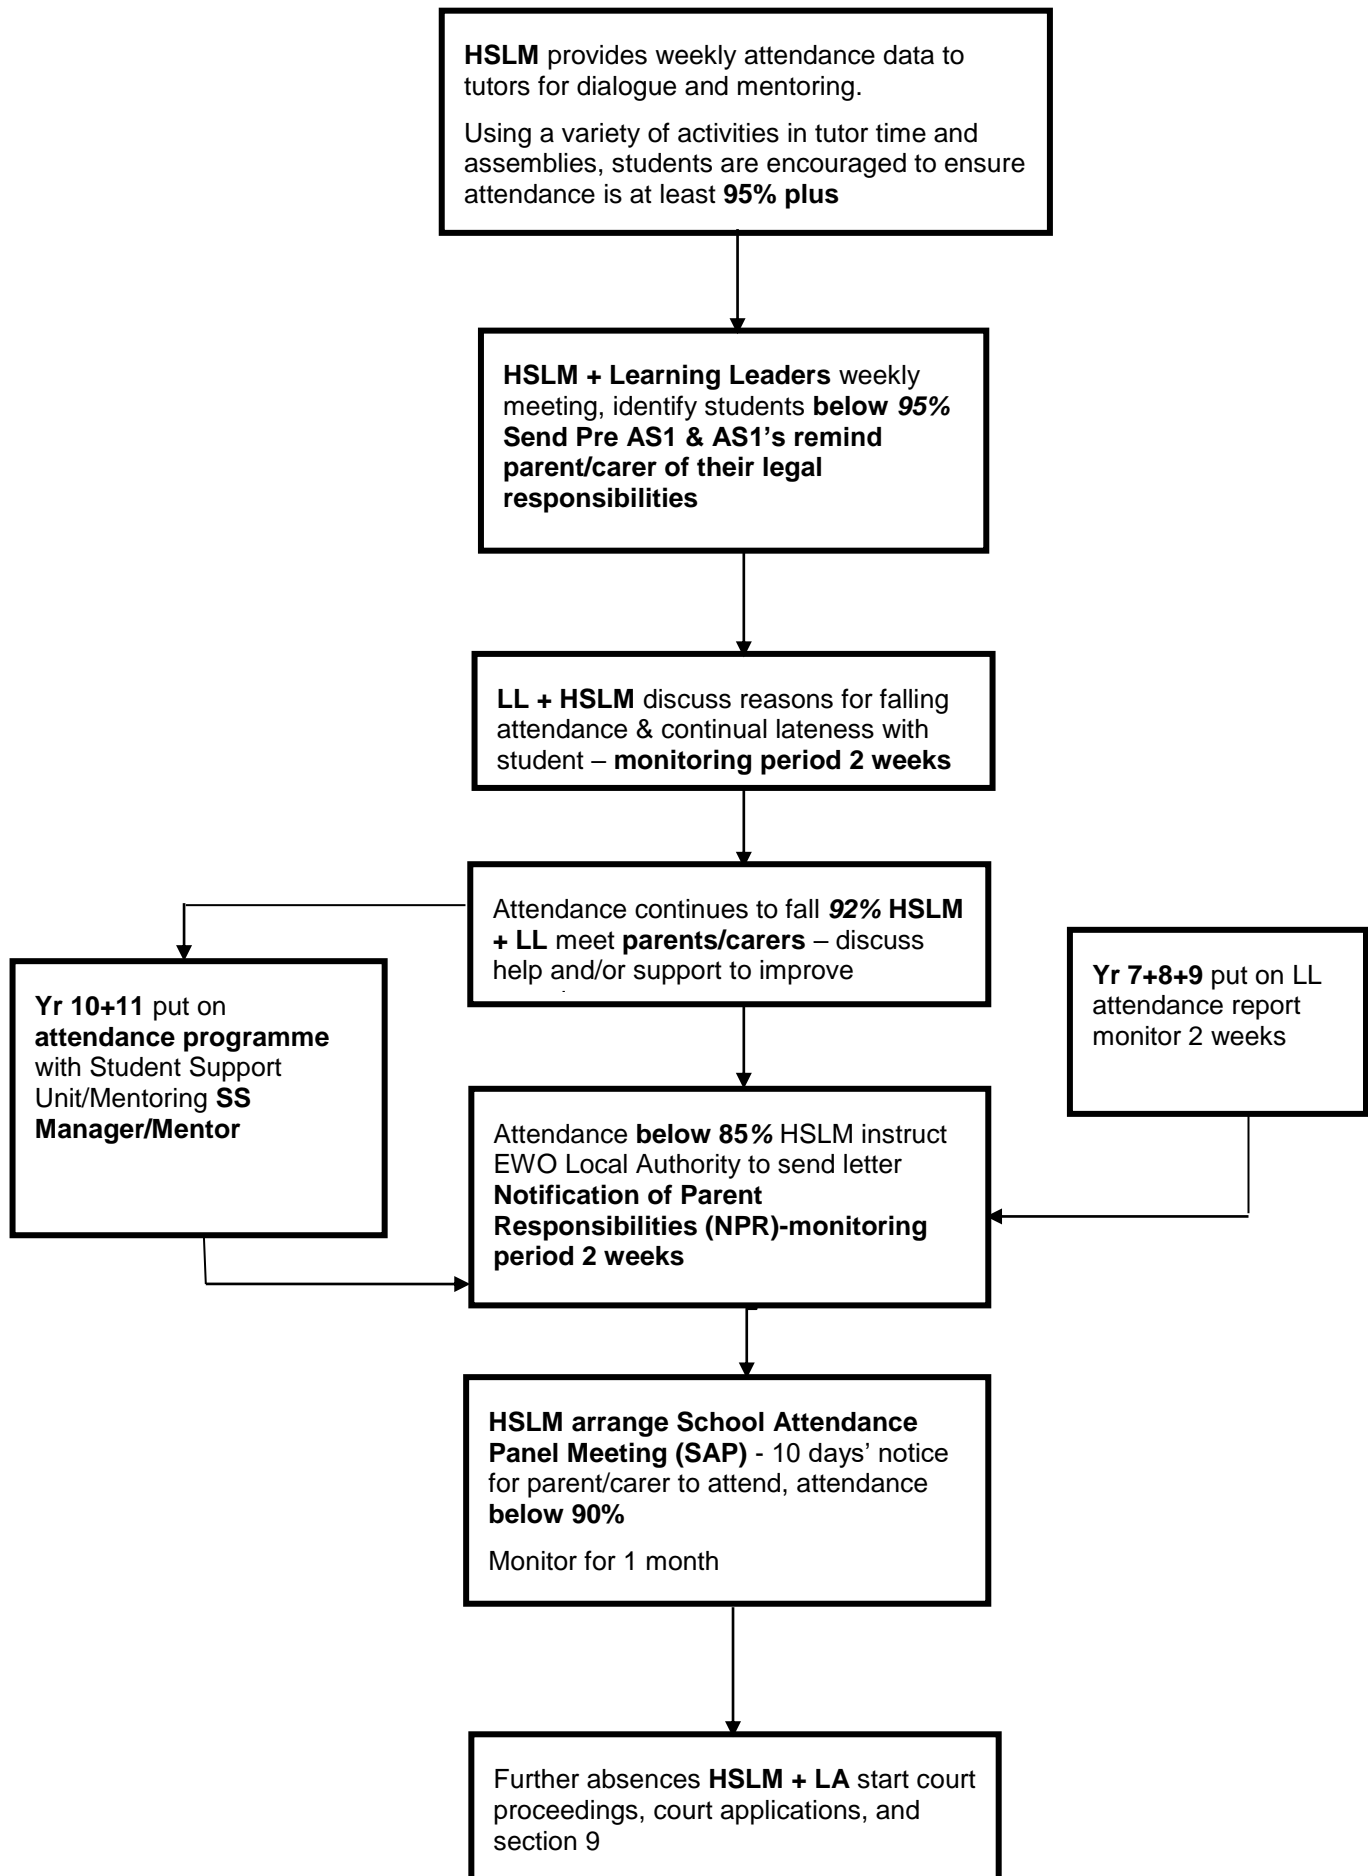 HSLM provides weekly attendance data to
tutors for dialogue and mentoring.
Using a variety of activities in tutor time and
assemblies, students are encouraged to ensure
attendance is at least 95% plus
HSLM + Learning Leaders weekly
meeting, identify students below 95%
Send Pre AS1 & AS1’s remind
parent/carer of their legal
responsibilities
LL + HSLM discuss reasons for falling
attendance & continual lateness with
student – monitoring period 2 weeks
Attendance continues to fall 92% HSLM
+ LL meet parents/carers – discuss
help and/or support to improve
Yr 10+11 put on
attendance programme
with Student Support
Unit/Mentoring SS
Manager/Mentor
Yr 7+8+9 put on LL
attendance report
monitor 2 weeks
Attendance below 85% HSLM instruct
EWO Local Authority to send letter
Notification of Parent
Responsibilities (NPR)-monitoring
period 2 weeks
HSLM arrange School Attendance
Panel Meeting (SAP) - 10 days’ notice
for parent/carer to attend, attendance
below 90%
Monitor for 1 month
Further absences HSLM + LA start court
proceedings, court applications, and
section 9